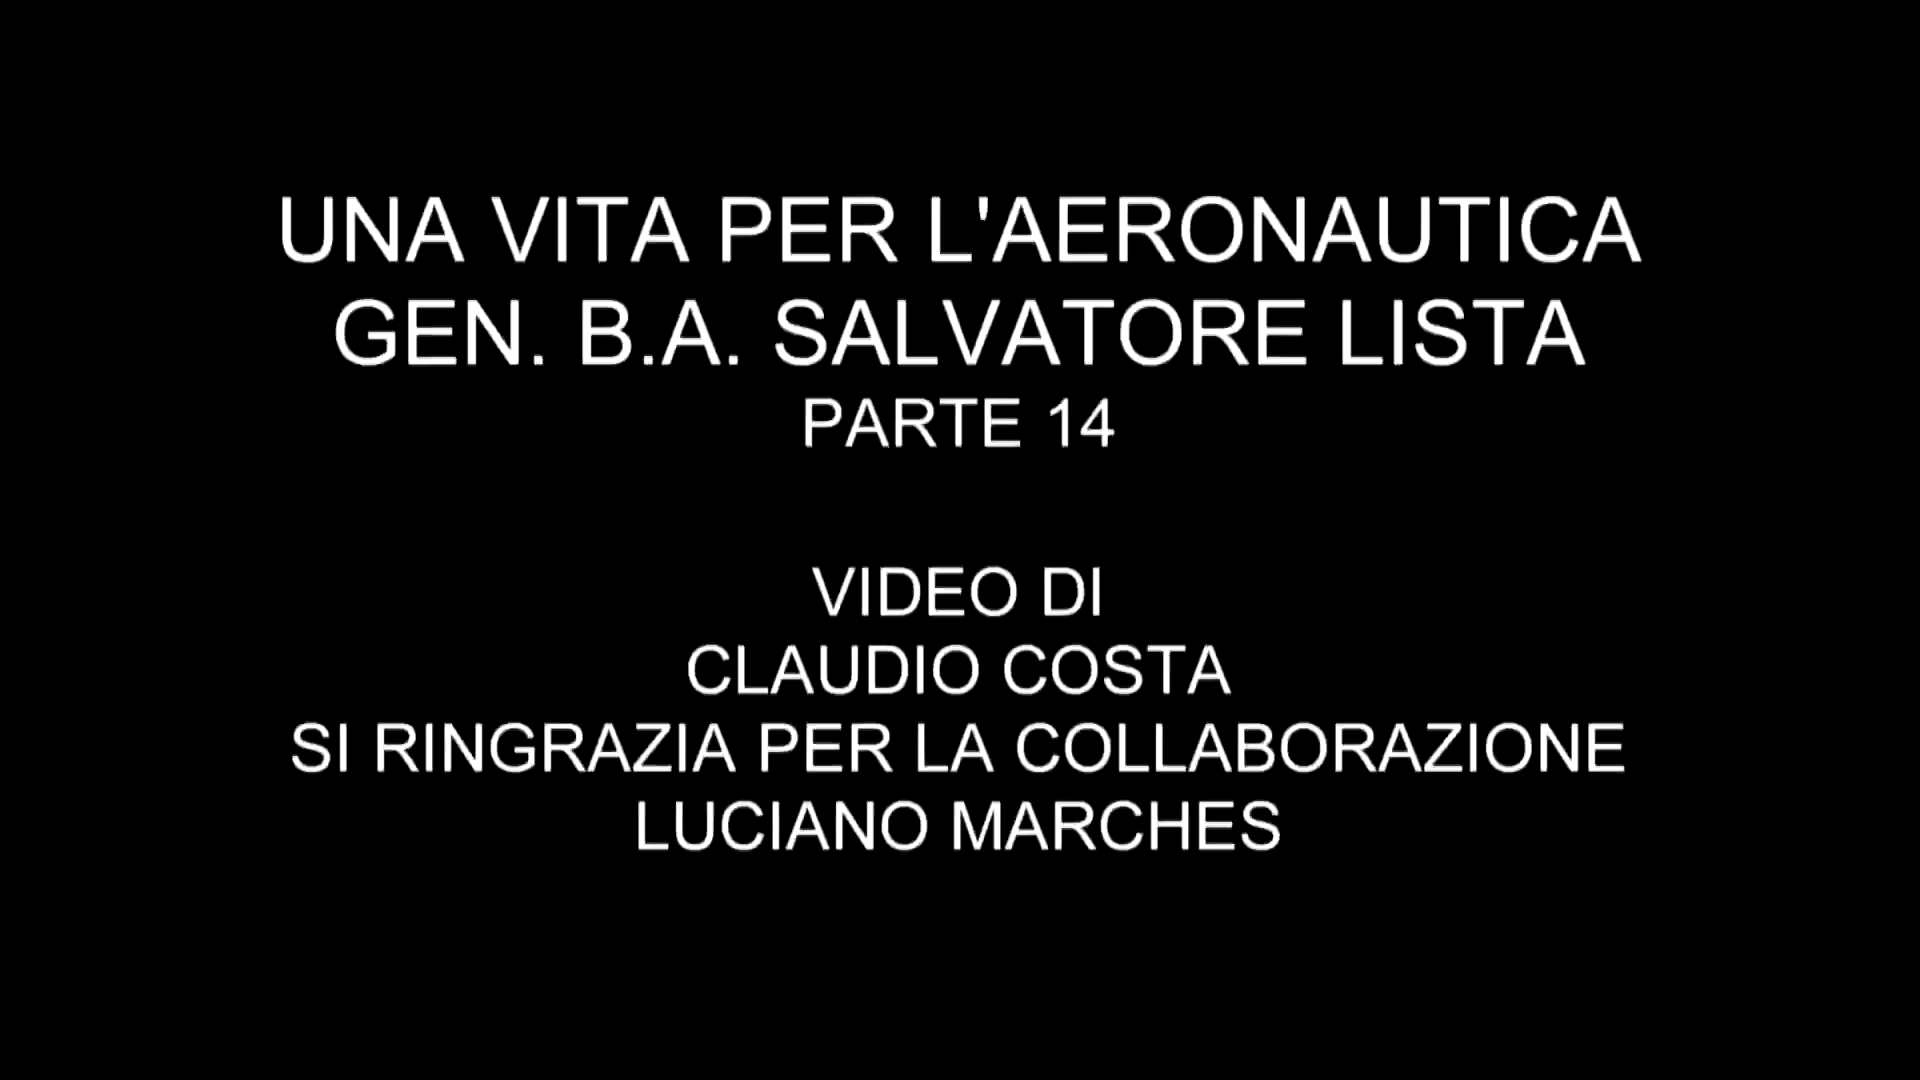 UNA VITA PER L'AERONAUTICA
GEN. B.A. SALVATORE LISTA
PARTE 14
VIDEO DI
CLAUDIO COSTA
SI RINGRAZIA PER LA COLLABORAZIONE
LUCIANO MARCHES